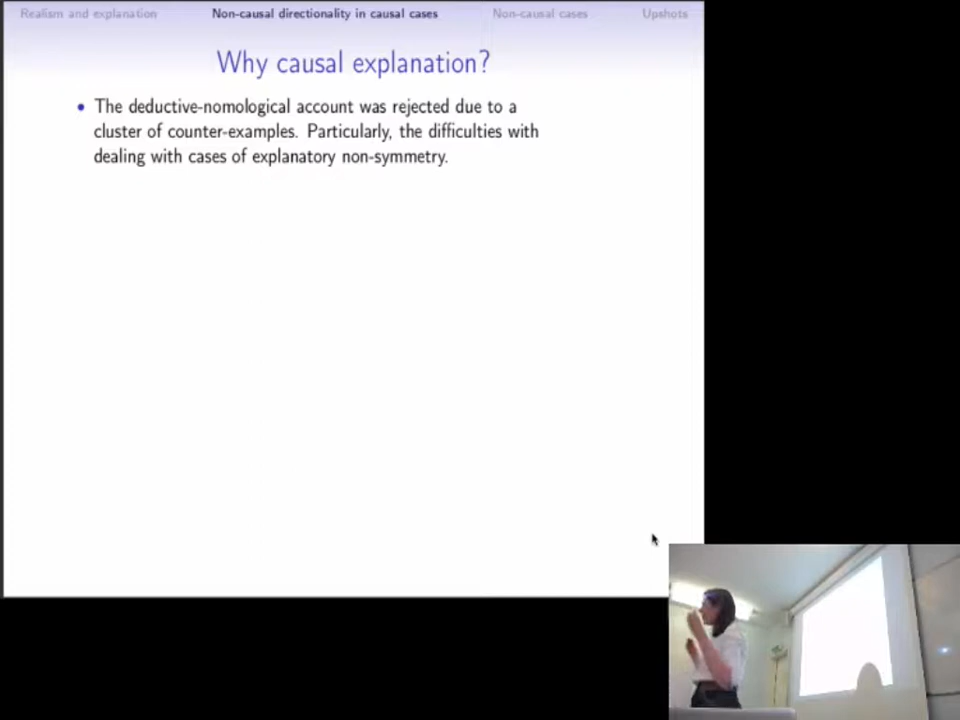 Realism and explanation Non-causal directionality in causal cases Non-causal cases Upshots
Why causal explanation?
• The deductive-nomological account was rejected due to a
cluster of counter-examples. Particularly, the difficulties with
dealing with cases of explanatory non-symmetry.